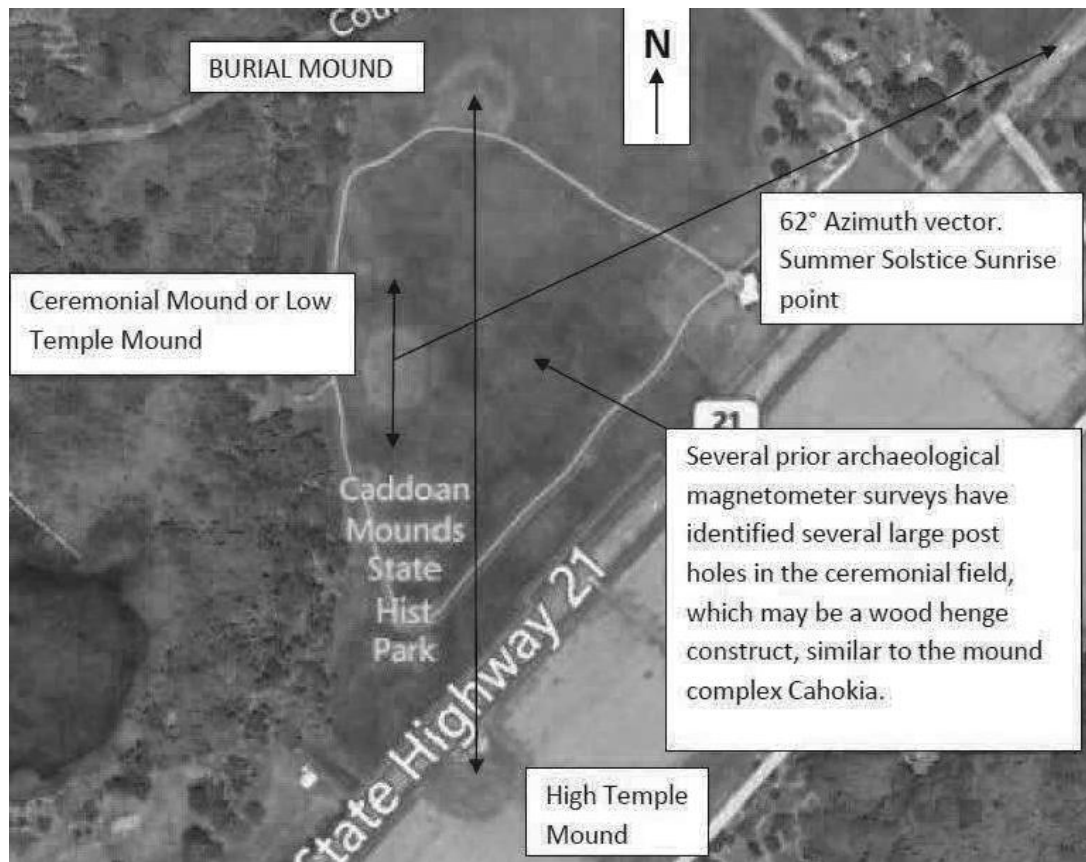 Cou
BURIAL MOUND
N
62° Azimuth vector.
Summer Solstice Sunrise
point
Ceremonial Mound or Low
Temple Mound
21
Several prior archaeological
magnetometer surveys have
identified several large post
holes in the ceremonial field,
which may be a wood henge
construct, similar to the mound
complex Cahokia.
Caddoan
Mounds
State
Hist
Park
State Highway 21
High Temple
Mound